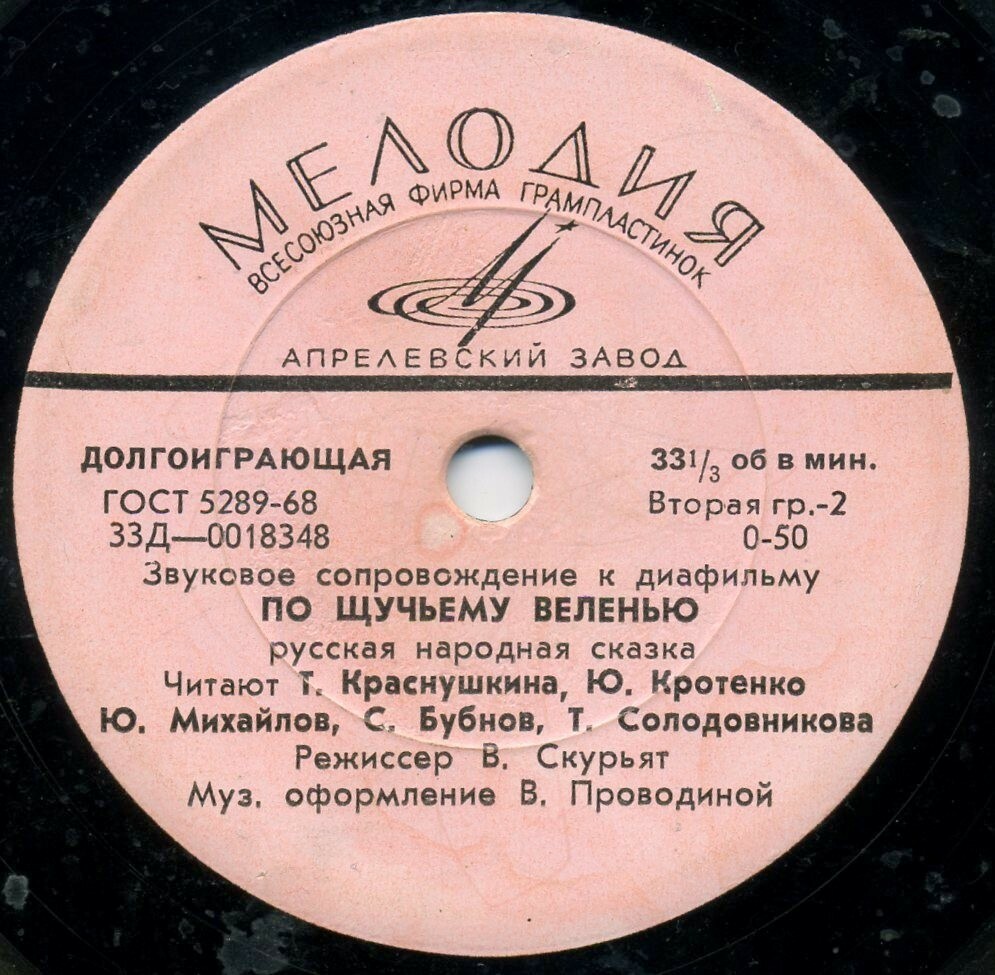 МЕЛОДИЯ
ВСЕСОЮЗНАЯ ФИРМА ГРАМПЛАСТИНОК
АПРЕЛЕВСКИЙ ЗАВОД
ДОЛГОИГРАЮЩАЯ 33 1/3 об в мин.
ГОСТ 5289-68 Вторая гр.-2
33Д—0018348 0-50
Звуковое сопровождение к диафильму
ПО ЩУЧЬЕМУ ВЕЛЕНЬЮ
русская народная сказка
Читают Т. Краснушкина, Ю. Кротенко
Ю. Михайлов, С. Бубнов, Т. Солодовникова
Режиссер В. Скурьят
Муз. оформление В. Проводиной